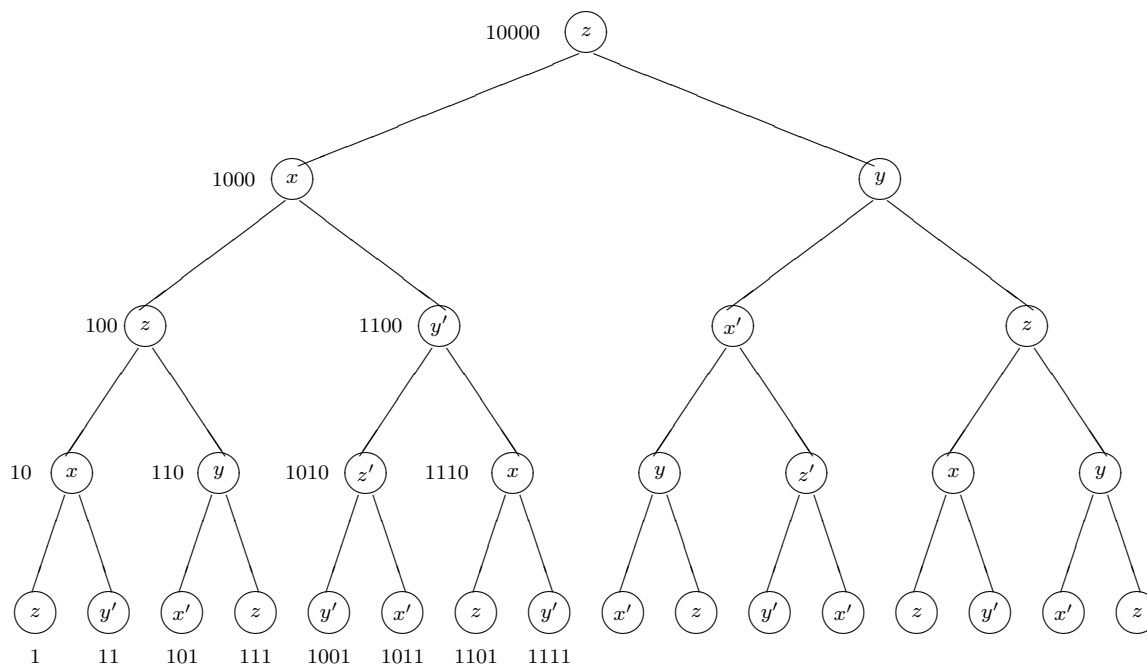 10000 z
1000 x y
100 z 1100 y′ x′ z
10 x 110 y 1010 z′ 1110 x y z′ x y
z y′ x′ z y′ x′ z y′ x′ z y′ x′ z y′ x′ z
1 11 101 111 1001 1011 1101 1111